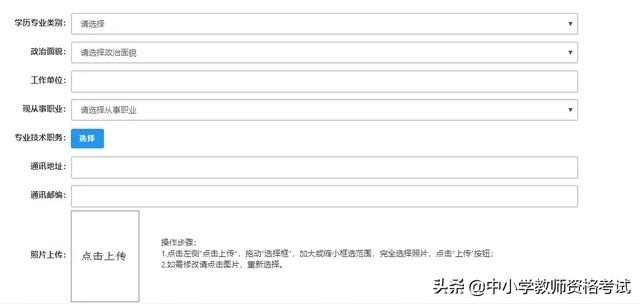 学历专业类别： 请选择
政治面貌： 请选择政治面貌
工作单位：
现从事职业： 请选择从事职业
专业技术职务： 选择
通讯地址：
通讯邮编：
操作步骤：
照片上传： 点击上传 1.点击左侧“点击上传”，拖动“选择框”，加大或缩小框选范围，完全选择照片，点击“上传”按钮；
2.如需修改请点击图片，重新选择。
头条 @中小学教师资格考试